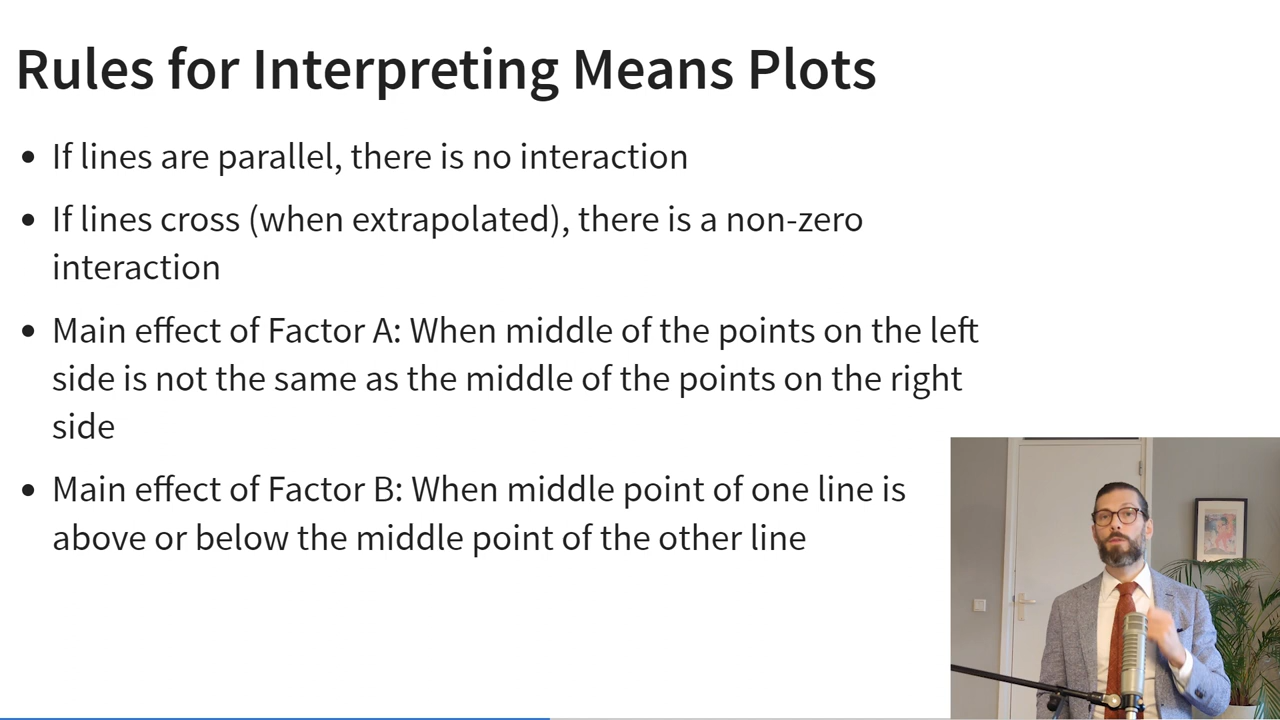 Rules for Interpreting Means Plots
• If lines are parallel, there is no interaction
• If lines cross (when extrapolated), there is a non-zero
interaction
• Main effect of Factor A: When middle of the points on the left
side is not the same as the middle of the points on the right
side
• Main effect of Factor B: When middle point of one line is
above or below the middle point of the other line